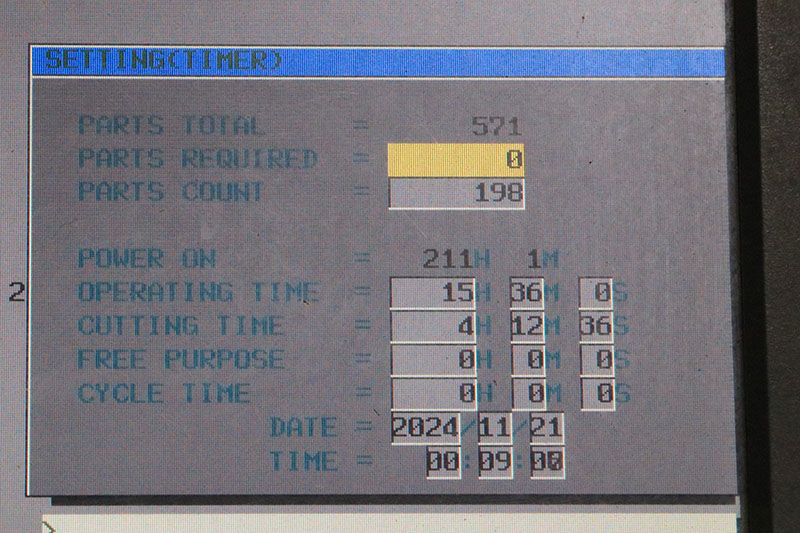 SETTING(TIMER)
PARTS TOTAL = 571
PARTS REQUIRED = 0
PARTS COUNT = 198
POWER ON = 211H 1M
2
OPERATING TIME = 15H 36M 0S
CUTTING TIME = 4H 12M 36S
FREE PURPOSE = 0H 0M 0S
CYCLE TIME = 0H 0M 0S
DATE = 2024/11/21
TIME = 00:09:
>